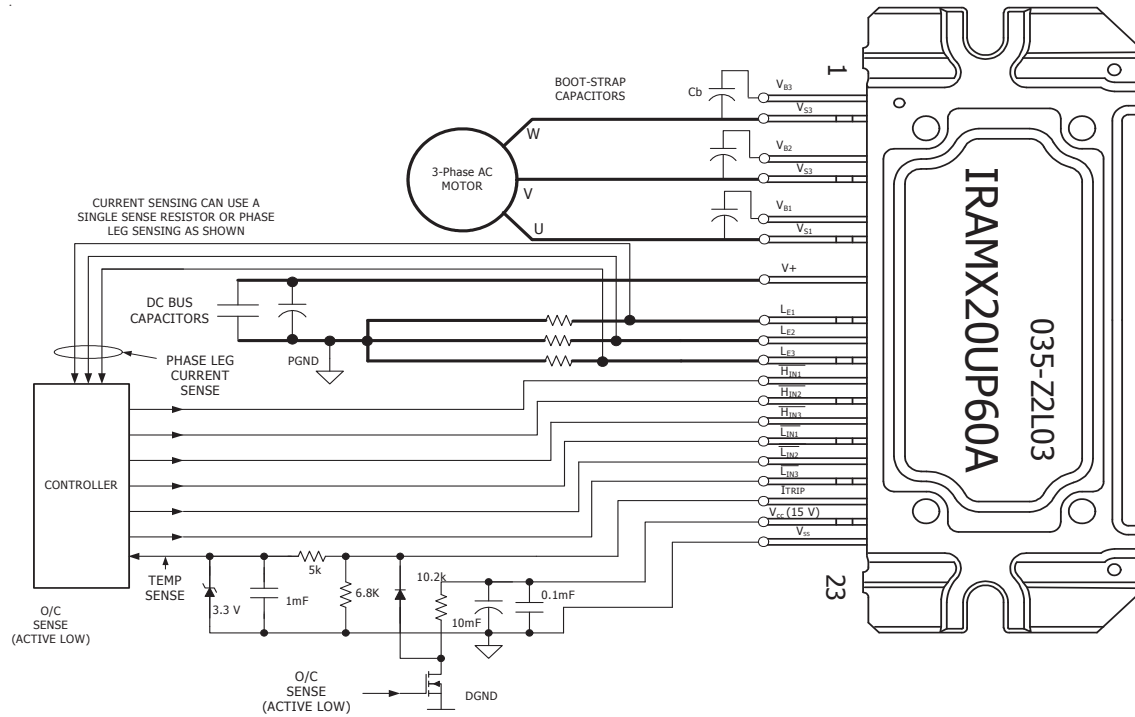 1
BOOT-STRAP
CAPACITORS
Cb
VB3
VS3
W
3-Phase AC
MOTOR
VB2
VS3
V
CURRENT SENSING CAN USE A
SINGLE SENSE RESISTOR OR PHASE
LEG SENSING AS SHOWN
VB1
VS1
U
V+
DC BUS
CAPACITORS
LE1
LE2
LE3
PGND
PHASE LEG
CURRENT
SENSE
HIN1
HIN2
HIN3
LIN1
LIN2
LIN3
ITRIP
VCC (15 V)
VSS
IRAMX20UP60A
035-Z2L03
CONTROLLER
TEMP
SENSE
5k
3.3 V
1mF
6.8K
10.2k
10mF
0.1mF
23
O/C
SENSE
(ACTIVE LOW)
O/C
SENSE
(ACTIVE LOW)
DGND